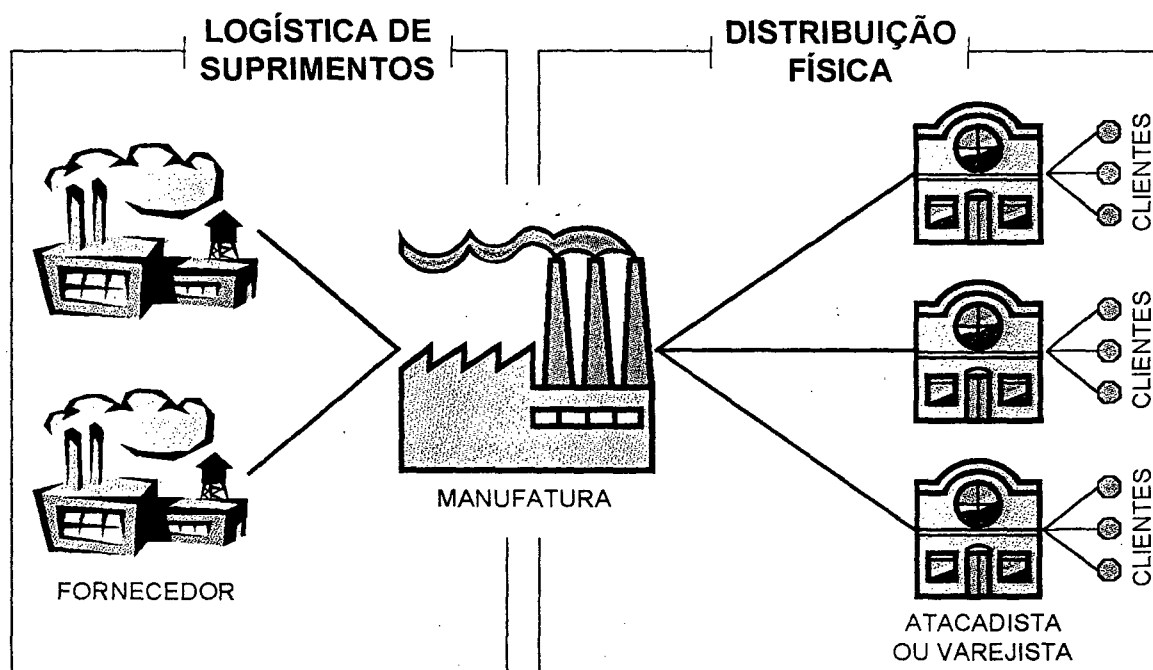 LOGÍSTICA DE
SUPRIMENTOS
DISTRIBUIÇÃO
FÍSICA
CLIENTES
CLIENTES
CLIENTES
MANUFATURA
FORNECEDOR
ATACADISTA
OU VAREJISTA